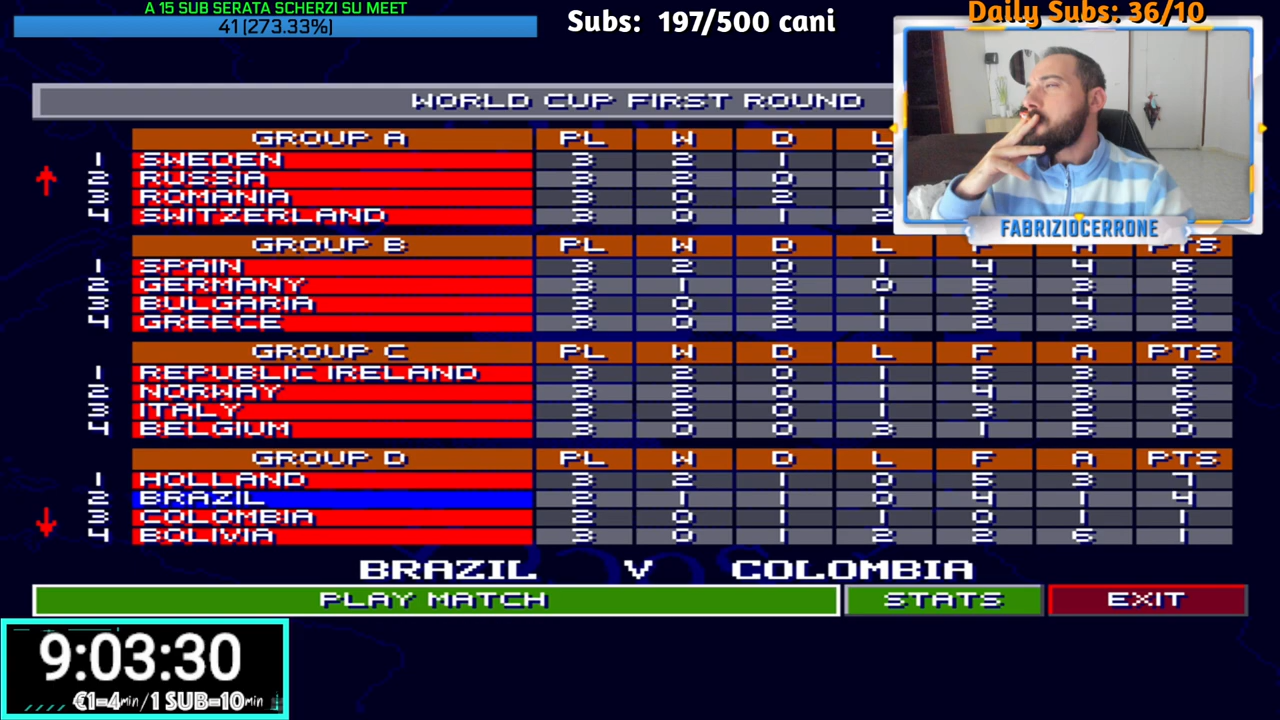 A 15 SUB SERATA SCHERZI SU MEET
41 (273.33%)
Subs: 197/500 cani
Daily Subs: 36/10
WORLD CUP FIRST ROUND
FABRIZIOCERRONE
GROUP A PL W D L
1 SWEDEN 3 2 1 0
2 RUSSIA 3 2 0 1
3 ROMANIA 3 0 2 1
4 SWITZERLAND 3 0 1 2
GROUP B PL W D L F A PTS
1 SPAIN 3 2 0 1 4 4 6
2 GERMANY 3 1 2 0 5 3 5
3 BULGARIA 3 0 2 1 3 4 2
4 GREECE 3 0 2 1 2 3 2
GROUP C PL W D L F A PTS
1 REPUBLIC IRELAND 3 2 0 1 5 3 6
2 NORWAY 3 2 0 1 4 3 6
3 ITALY 3 2 0 1 3 2 6
4 BELGIUM 3 0 0 3 1 5 0
GROUP D PL W D L F A PTS
1 HOLLAND 3 2 1 0 5 3 7
2 BRAZIL 2 1 1 0 4 1 4
3 COLOMBIA 2 0 1 1 0 1 1
4 BOLIVIA 3 0 1 2 2 6 1
BRAZIL V COLOMBIA
PLAY MATCH STATS EXIT
9:03:30
€1=4min/1 SUB=10min